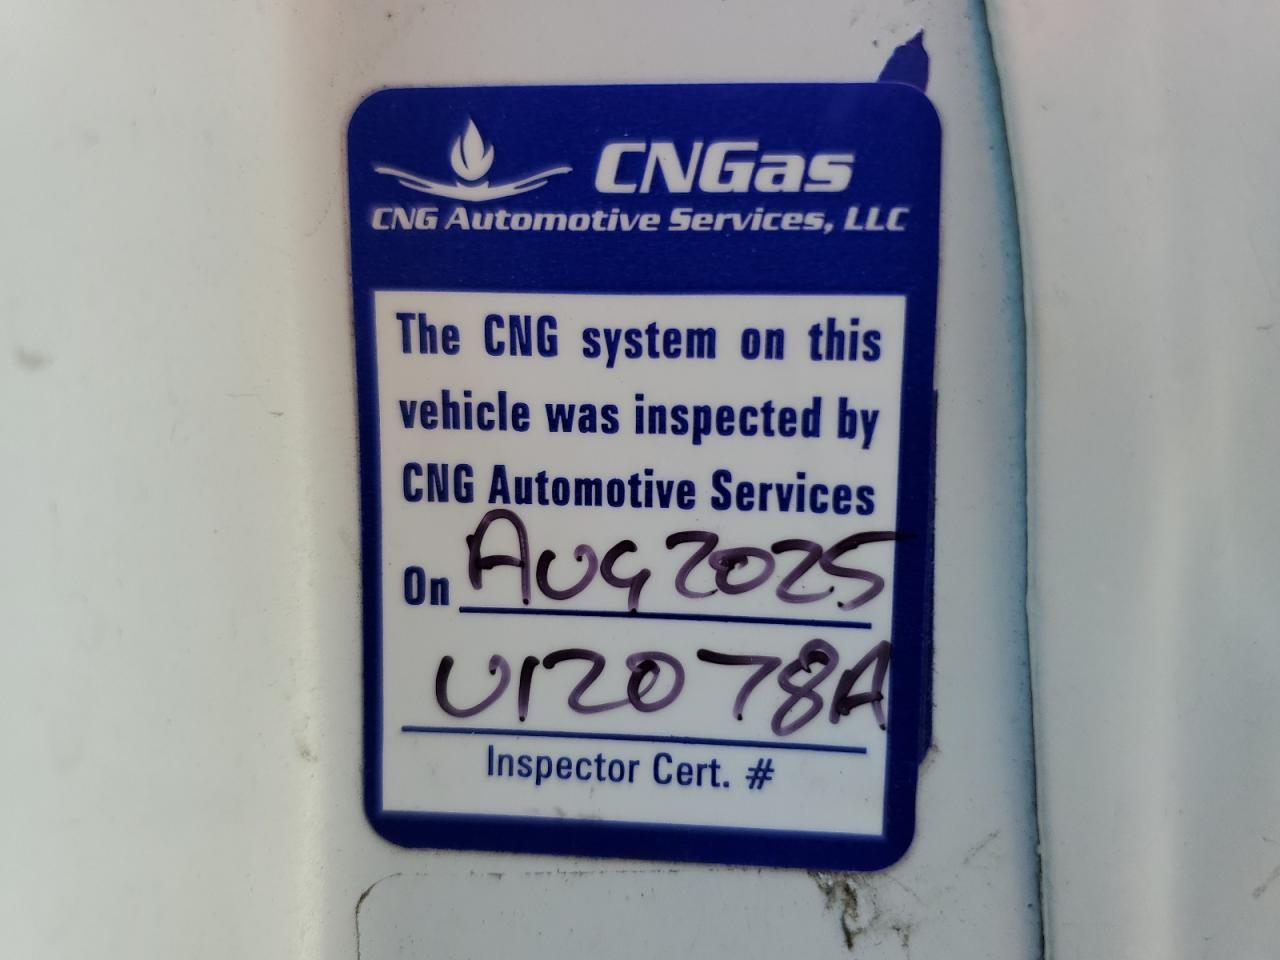 CNGas
CNG Automotive Services, LLC
The CNG system on this
vehicle was inspected by
CNG Automotive Services
On AUG 2025
U12078A
Inspector Cert. #